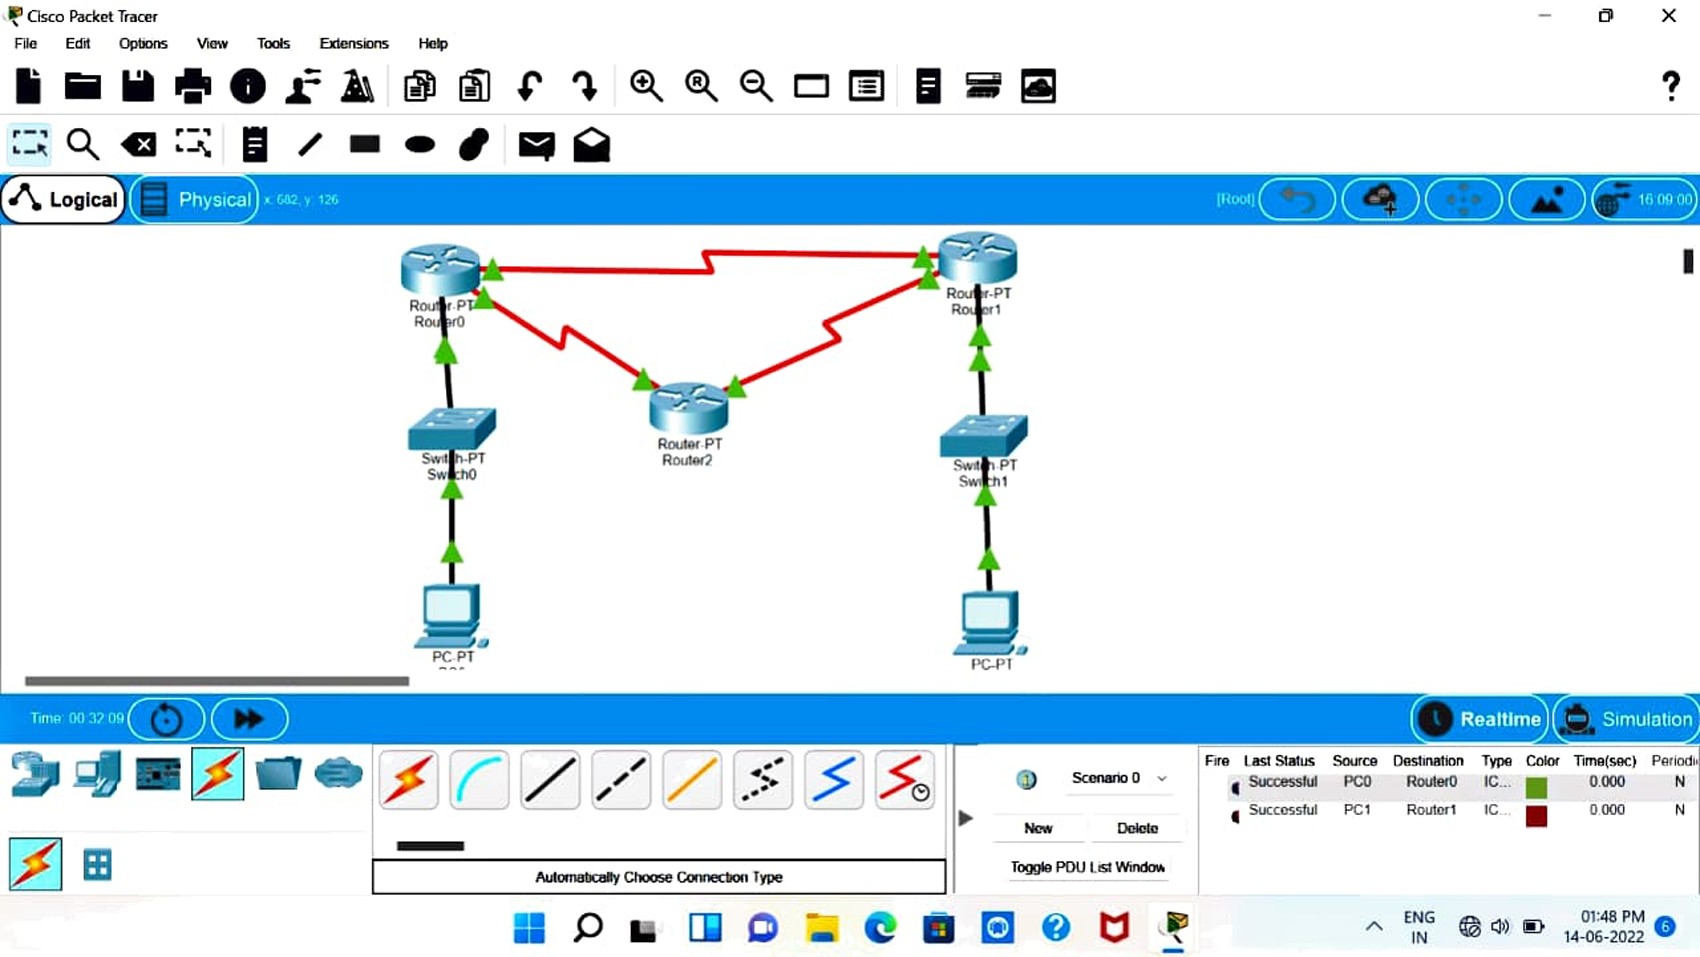 Cisco Packet Tracer
File Edit Options View Tools Extensions Help
Logical Physical x: 682, y: 126 [Root] 16:09:00
Router-PT
Router0
Router-PT
Router1
Router-PT
Router2
Switch-PT
Switch0
Switch-PT
Switch1
PC-PT
PC-PT
Time: 00:32:09 Realtime Simulation
Scenario 0
New Delete
Toggle PDU List Window
Automatically Choose Connection Type
Fire Last Status Source Destination Type Color Time(sec) Periodi
Successful PC0 Router0 IC... 0.000 N
Successful PC1 Router1 IC... 0.000 N
ENG
IN
01:48 PM
14-06-2022
6